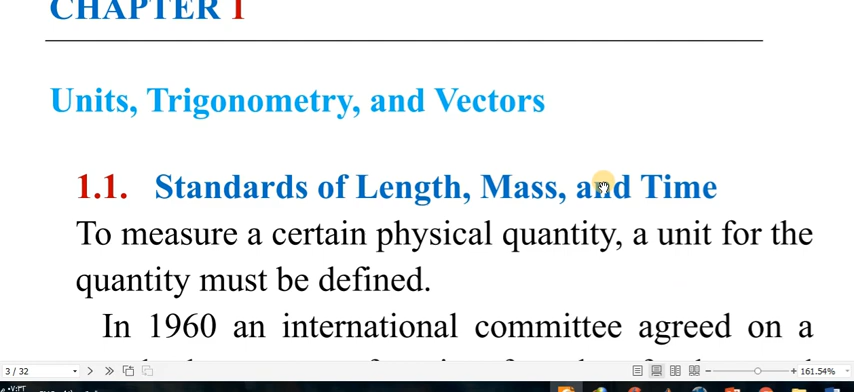 CHAPTER 1
Units, Trigonometry, and Vectors
1.1. Standards of Length, Mass, and Time
To measure a certain physical quantity, a unit for the
quantity must be defined.
In 1960 an international committee agreed on a
3 / 32
161.54%